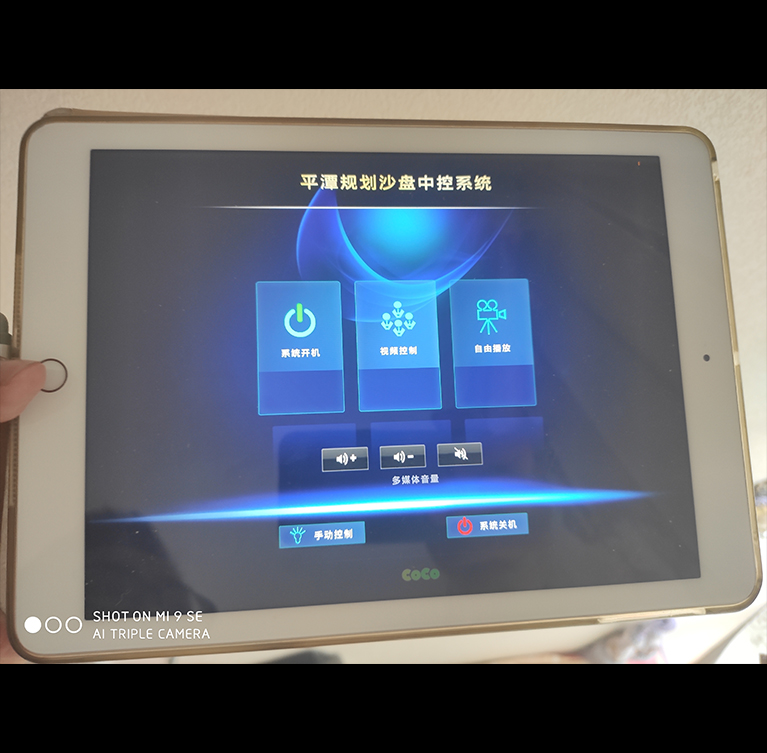 平潭规划沙盘中控系统
系统开机
视频控制
自由播放
多媒体音量
手动控制
系统关机
CoCo
SHOT ON MI 9 SE
AI TRIPLE CAMERA